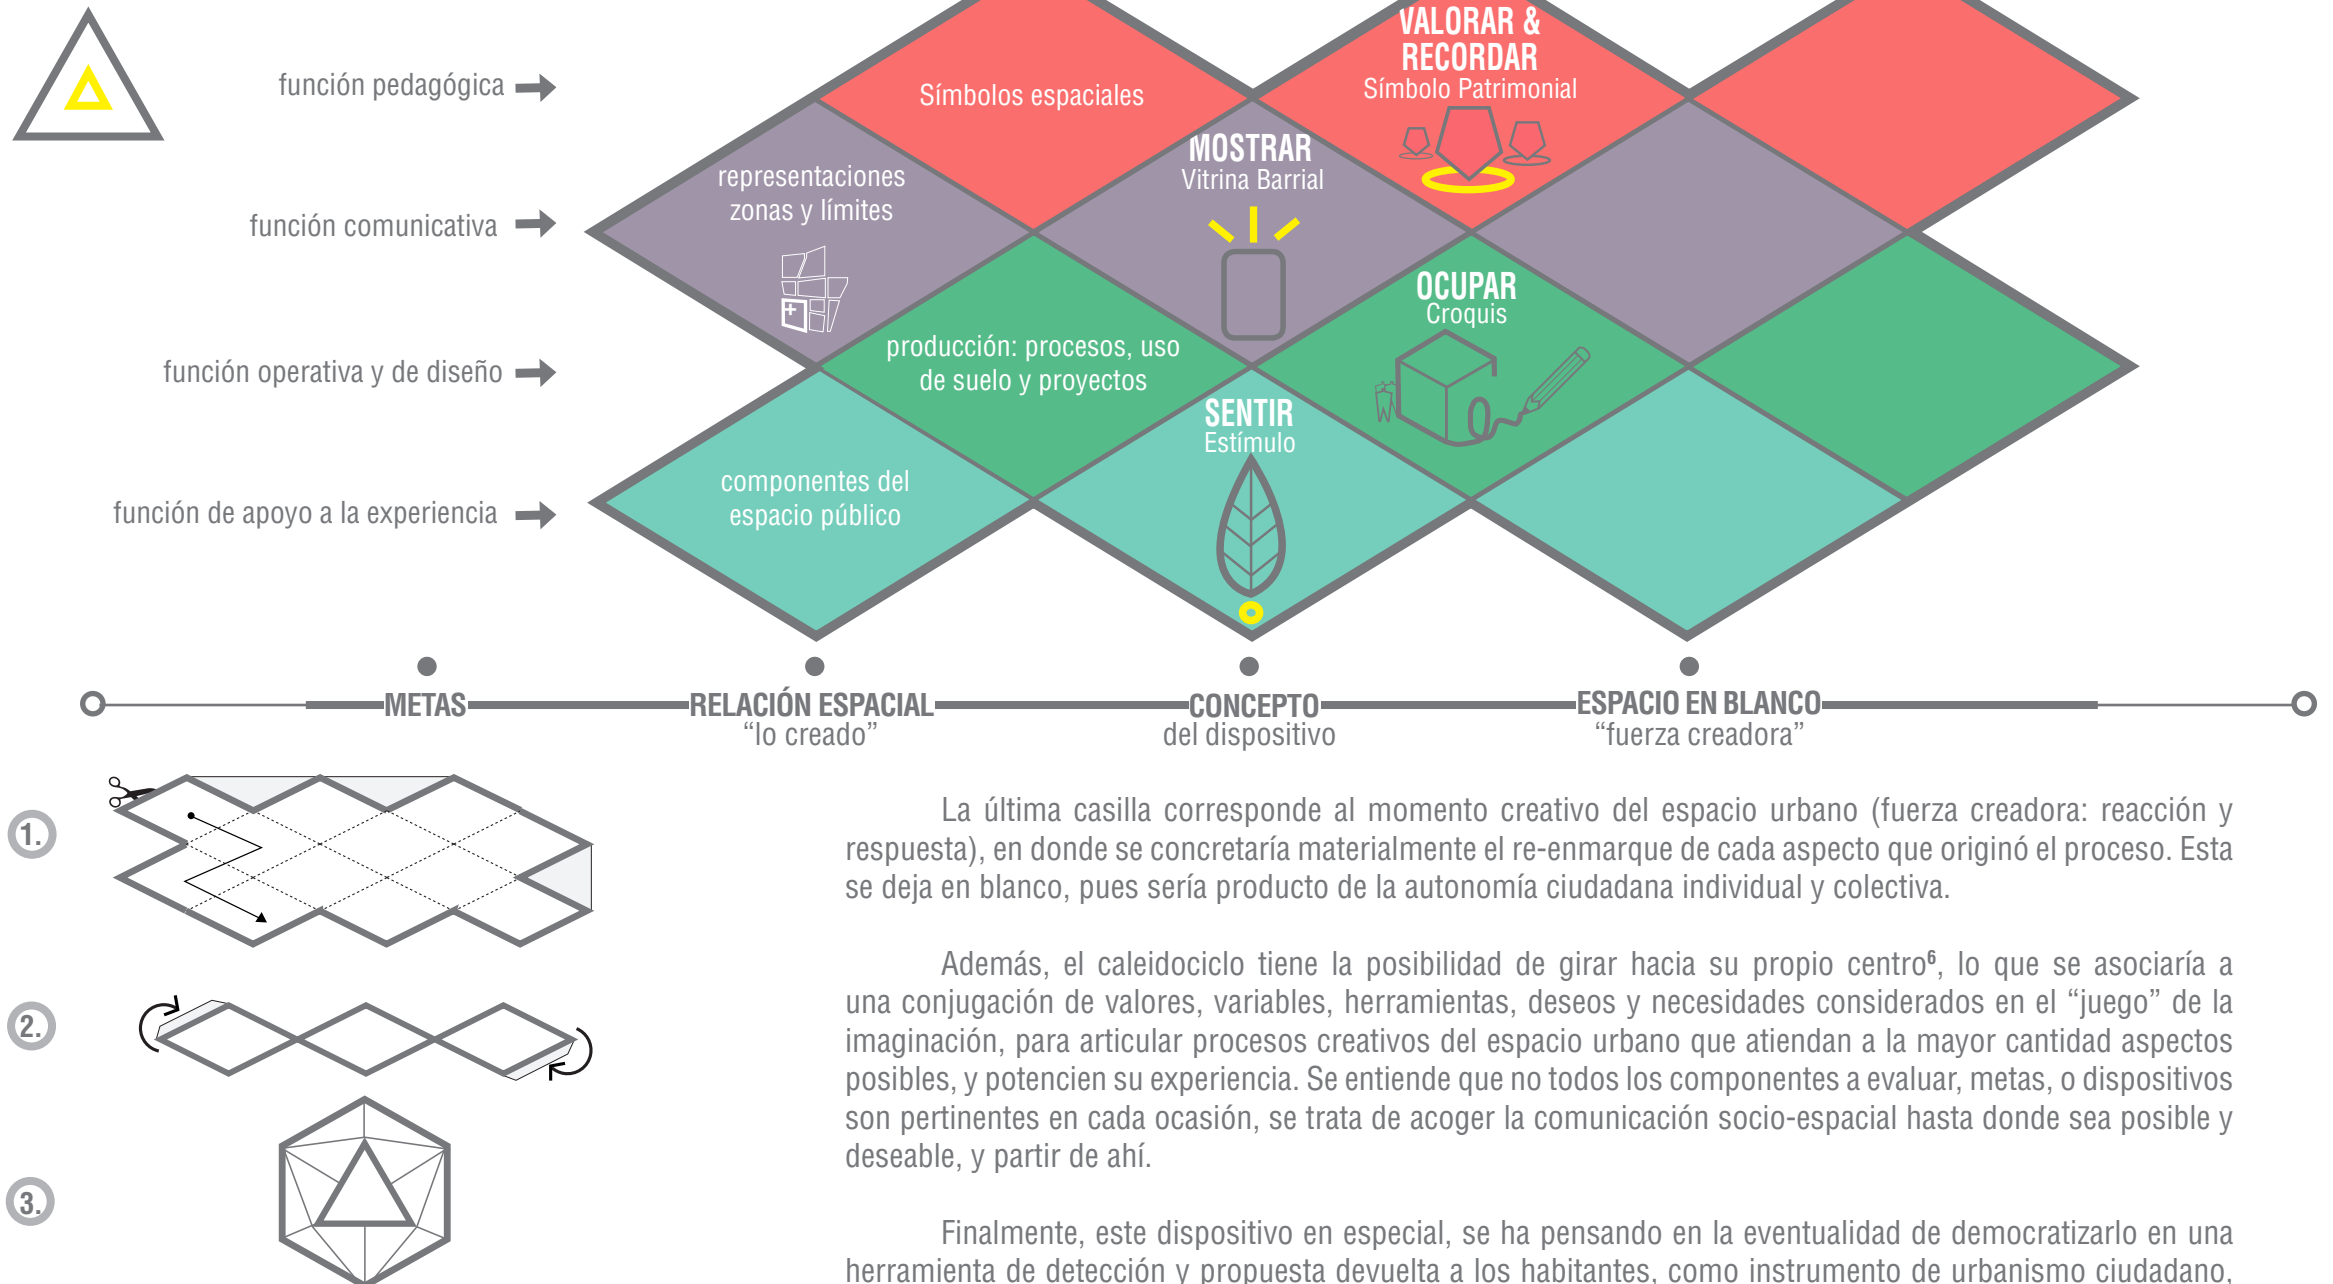 VALORAR &
RECORDAR
Símbolo Patrimonial
función pedagógica
Símbolos espaciales
MOSTRAR
Vitrina Barrial
representaciones
zonas y límites
función comunicativa
OCUPAR
Croquis
producción: procesos, uso
de suelo y proyectos
función operativa y de diseño
SENTIR
Estímulo
componentes del
espacio público
función de apoyo a la experiencia
METAS
RELACIÓN ESPACIAL
“lo creado”
CONCEPTO
del dispositivo
ESPACIO EN BLANCO
“fuerza creadora”
1.
2.
3.
La última casilla corresponde al momento creativo del espacio urbano (fuerza creadora: reacción y
respuesta), en donde se concretaría materialmente el re-enmarque de cada aspecto que originó el proceso. Esta
se deja en blanco, pues sería producto de la autonomía ciudadana individual y colectiva.
Además, el caleidociclo tiene la posibilidad de girar hacia su propio centro⁶, lo que se asociaría a
una conjugación de valores, variables, herramientas, deseos y necesidades considerados en el “juego” de la
imaginación, para articular procesos creativos del espacio urbano que atiendan a la mayor cantidad aspectos
posibles, y potencien su experiencia. Se entiende que no todos los componentes a evaluar, metas, o dispositivos
son pertinentes en cada ocasión, se trata de acoger la comunicación socio-espacial hasta donde sea posible y
deseable, y partir de ahí.
Finalmente, este dispositivo en especial, se ha pensando en la eventualidad de democratizarlo en una
herramienta de detección y propuesta devuelta a los habitantes, como instrumento de urbanismo ciudadano,